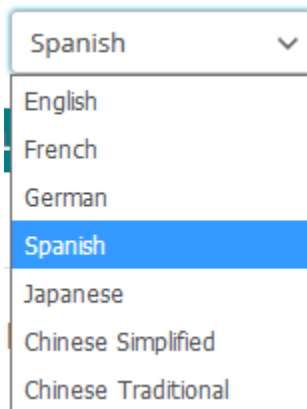 Spanish
English
French
German
Spanish
Japanese
Chinese Simplified
Chinese Traditional